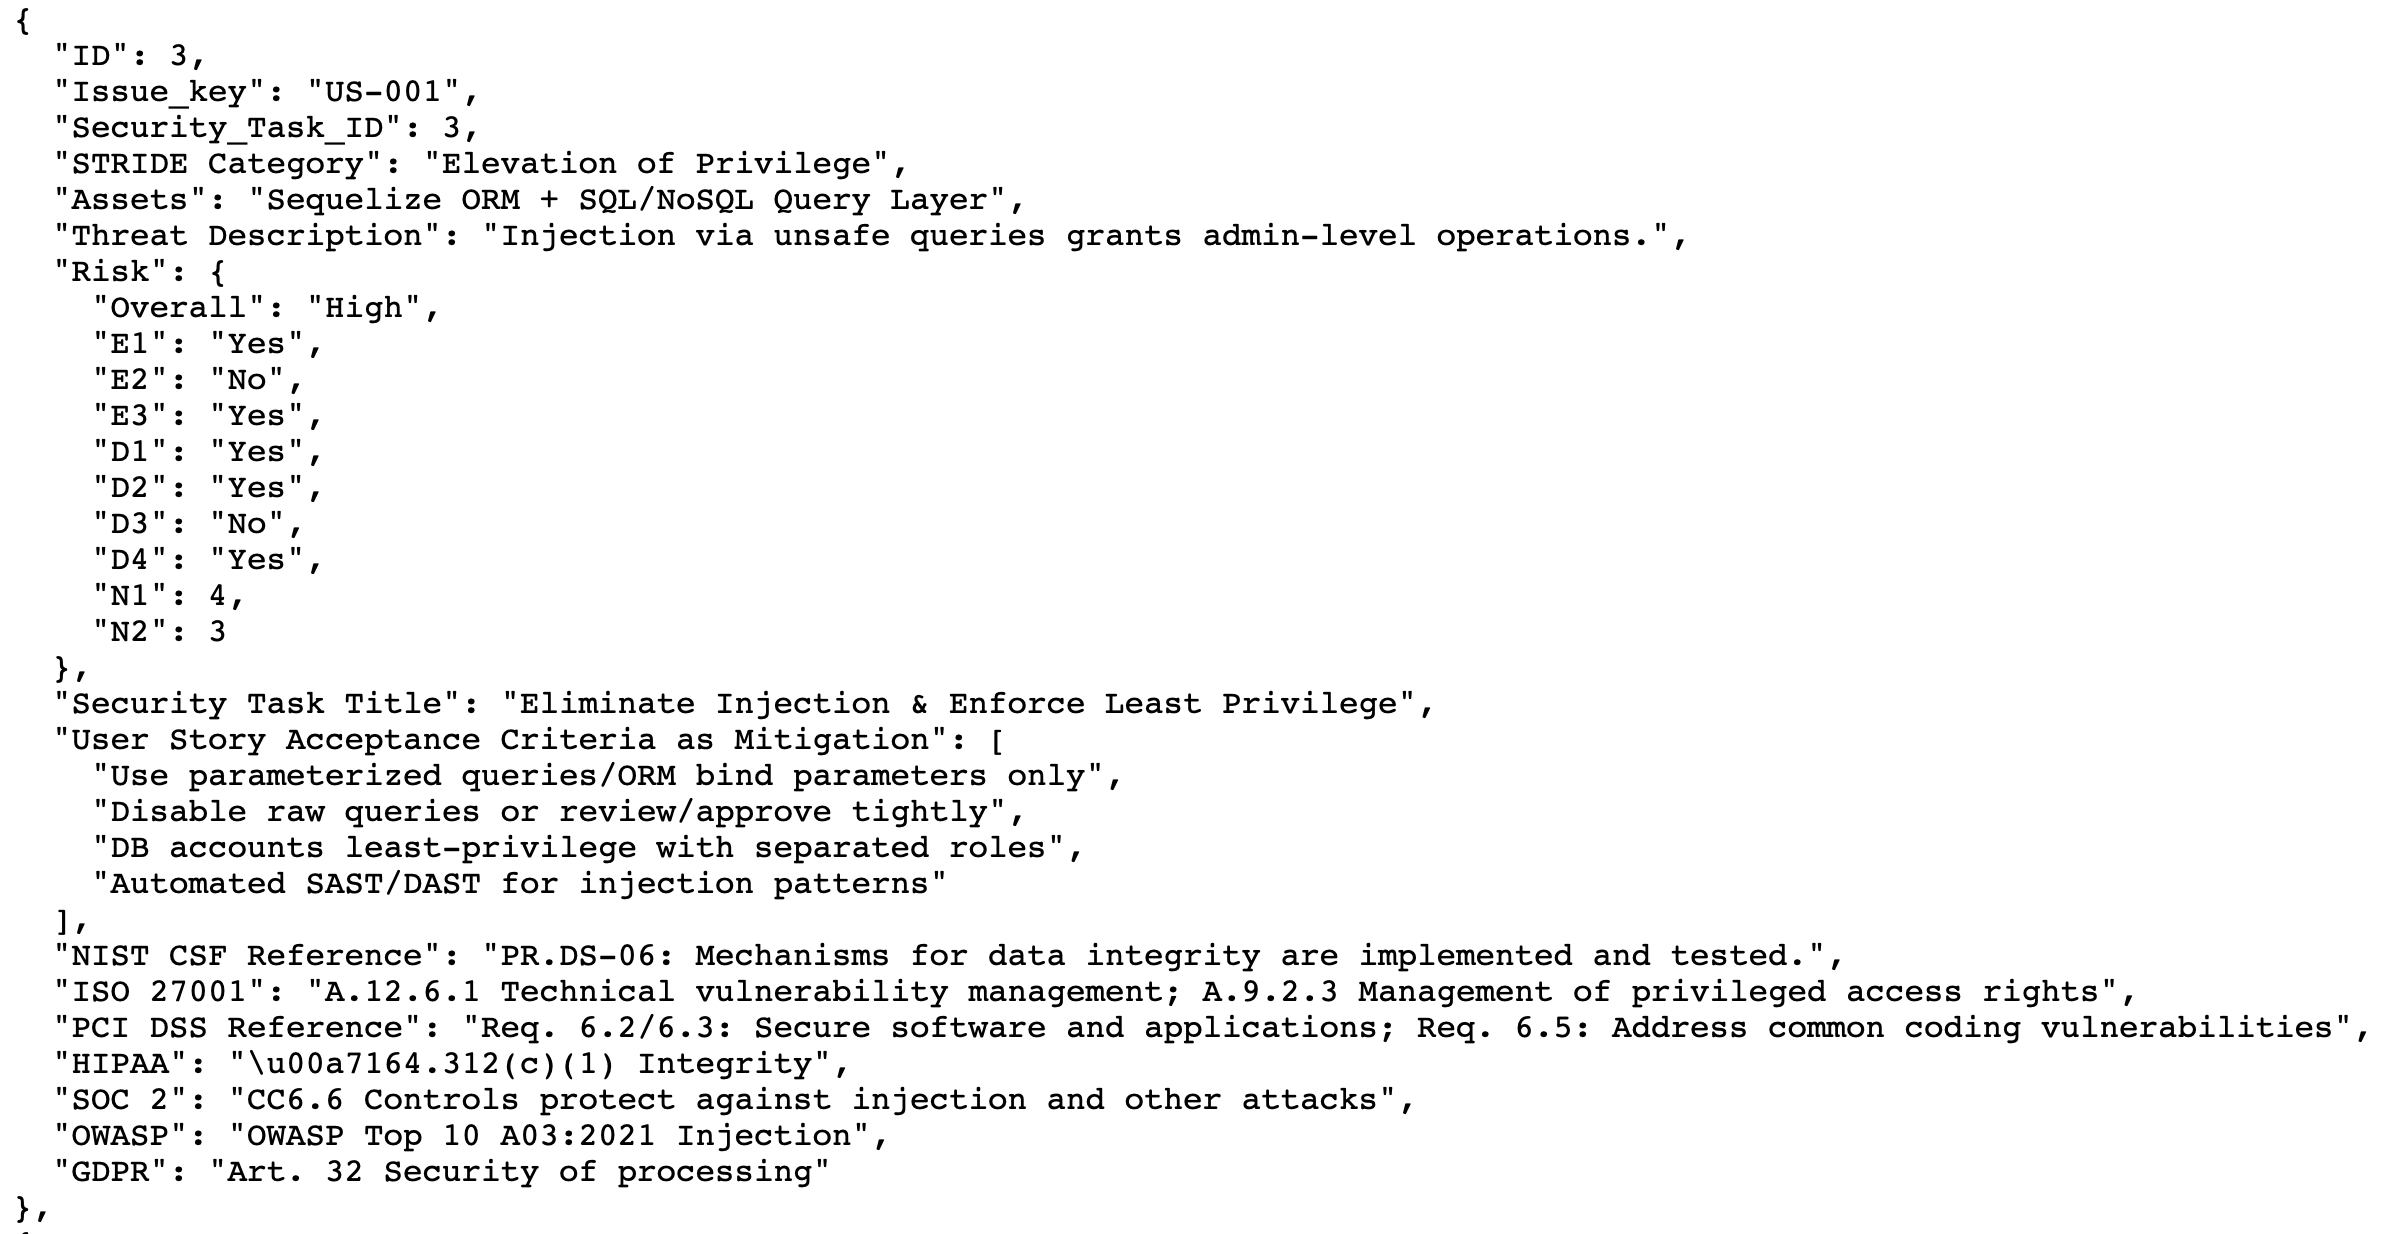 {
  "ID": 3,
  "Issue_key": "US-001",
  "Security_Task_ID": 3,
  "STRIDE Category": "Elevation of Privilege",
  "Assets": "Sequelize ORM + SQL/NoSQL Query Layer",
  "Threat Description": "Injection via unsafe queries grants admin-level operations.",
  "Risk": {
    "Overall": "High",
    "E1": "Yes",
    "E2": "No",
    "E3": "Yes",
    "D1": "Yes",
    "D2": "Yes",
    "D3": "No",
    "D4": "Yes",
    "N1": 4,
    "N2": 3
  },
  "Security Task Title": "Eliminate Injection & Enforce Least Privilege",
  "User Story Acceptance Criteria as Mitigation": [
    "Use parameterized queries/ORM bind parameters only",
    "Disable raw queries or review/approve tightly",
    "DB accounts least-privilege with separated roles",
    "Automated SAST/DAST for injection patterns"
  ],
  "NIST CSF Reference": "PR.DS-06: Mechanisms for data integrity are implemented and tested.",
  "ISO 27001": "A.12.6.1 Technical vulnerability management; A.9.2.3 Management of privileged access rights",
  "PCI DSS Reference": "Req. 6.2/6.3: Secure software and applications; Req. 6.5: Address common coding vulnerabilities",
  "HIPAA": "\u00a7164.312(c)(1) Integrity",
  "SOC 2": "CC6.6 Controls protect against injection and other attacks",
  "OWASP": "OWASP Top 10 A03:2021 Injection",
  "GDPR": "Art. 32 Security of processing"
},